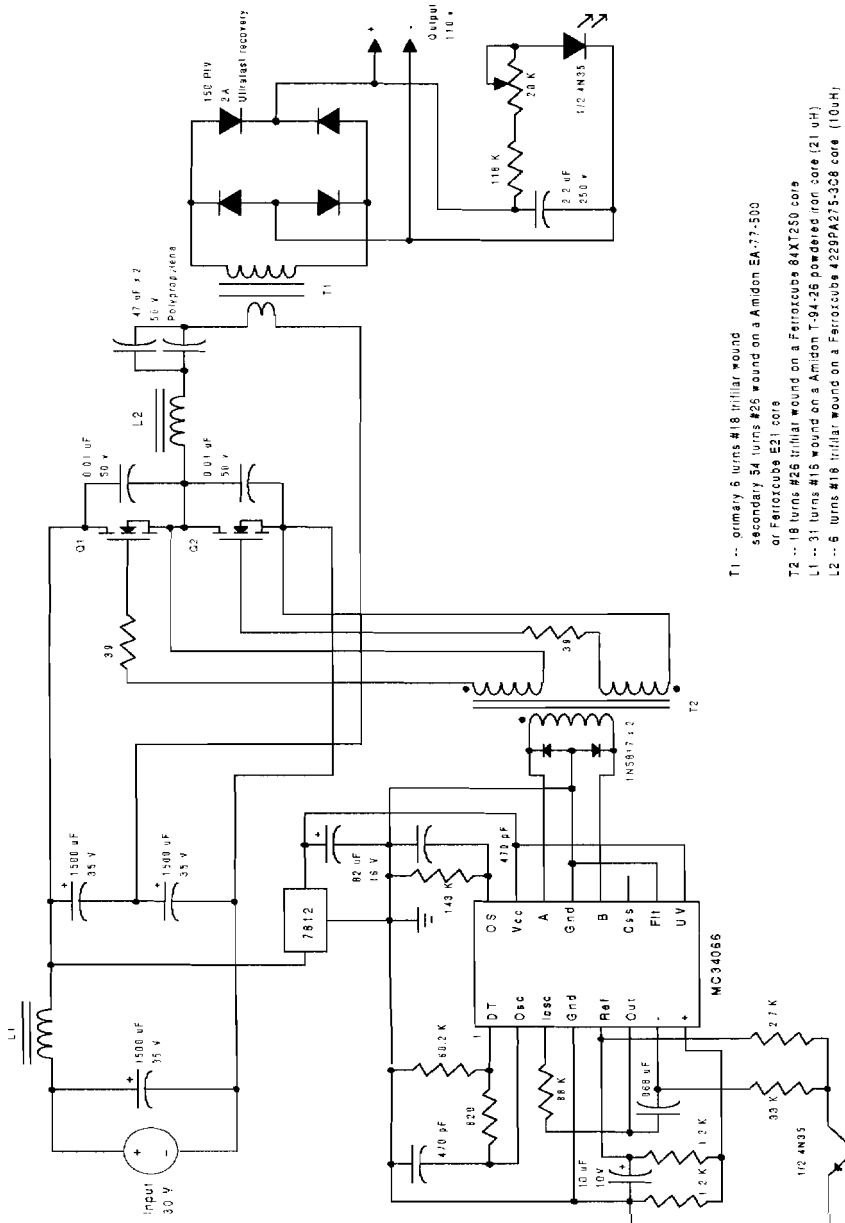 Input
30 V
1500 uF
35 V
L1
1500 uF
35 V
1500 uF
35 V
39
Q1
Q2
0.01 uF
50 V
0.01 uF
50 V
L2
47 uF x 2
50 V
Polypropylene
T1
150 PIV
2A
Ultrafast recovery
Output
110 v
118 K
20 K
2.2 uF
250 v
1/2 4N35
7812
82 uF
16 V
470 pF
143 K
39
T2
1N5817 x 2
60.2 K
820
470 pF
68 K
.068 uF
10 uF
10V
1.2 K
1.2 K
33 K
2.7 K
1/2 4N35
1
DT
Osc
Iosc
Gnd
Ref
Out
-
+
OS
Vcc
A
Gnd
B
Css
Flt
UV
MC34066
T1 -- primary 6 turns #18 trifilar wound
secondary 54 turns #26 wound on a Amidon EA-77-500
or Ferroxcube E21 core
T2 -- 18 turns #26 trifilar wound on a Ferroxcube 84XT250 core
L1 -- 31 turns #16 wound on a Amidon T-94-26 powdered iron core (21 uH)
L2 -- 6 turns #18 trifilar wound on a Ferroxcube 4229PA275-3C8 core (10uH)